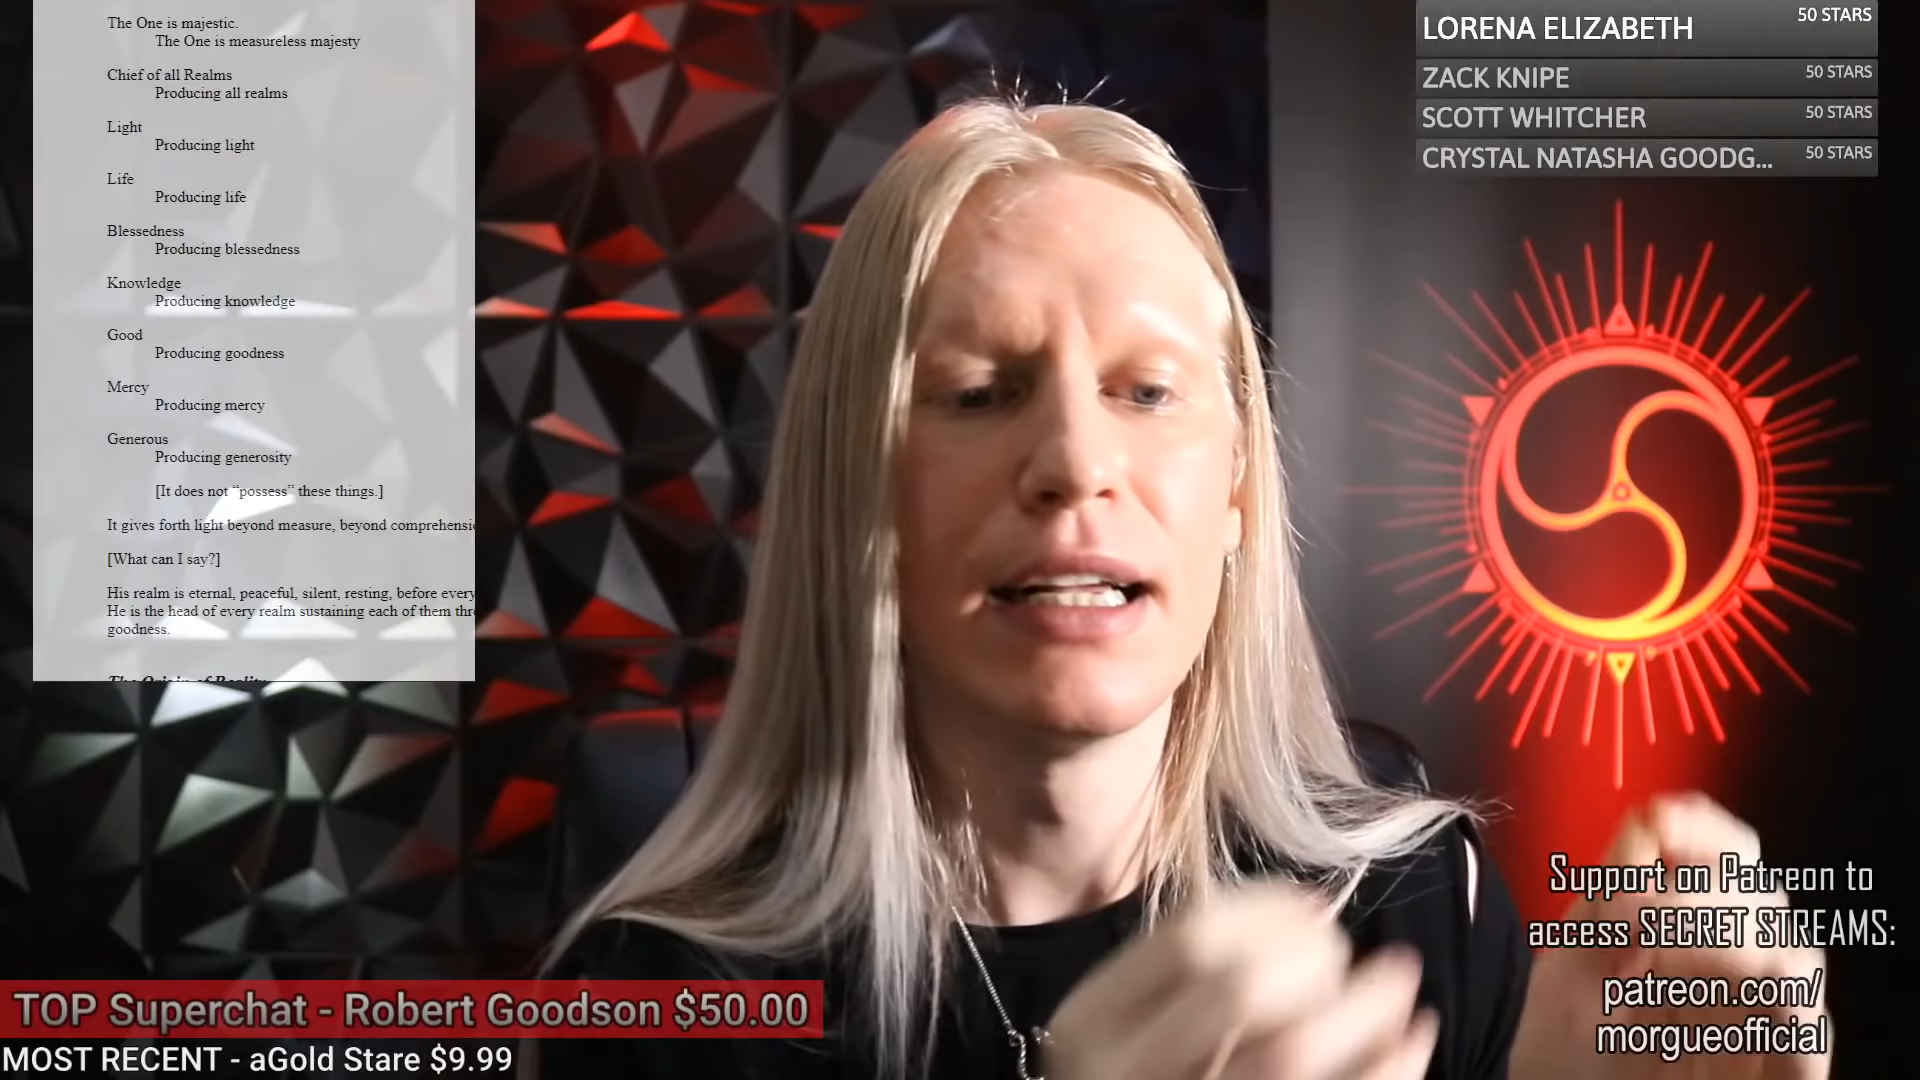 The One is majestic.
The One is measureless majesty
Chief of all Realms
Producing all realms
Light
Producing light
Life
Producing life
Blessedness
Producing blessedness
Knowledge
Producing knowledge
Good
Producing goodness
Mercy
Producing mercy
Generous
Producing generosity
[It does not “possess” these things.]
It gives forth light beyond measure, beyond
[What can I say?]
His realm is eternal, peaceful, silent, resting, before
He is the head of every realm sustaining each of them
goodness.
The Origin of Reality
LORENA ELIZABETH 50 STARS
ZACK KNIPE 50 STARS
SCOTT WHITCHER 50 STARS
CRYSTAL NATASHA GOODG... 50 STARS
Support on Patreon to
access SECRET STREAMS:
patreon.com/
morgueofficial
TOP Superchat - Robert Goodson $50.00
MOST RECENT - aGold Stare $9.99